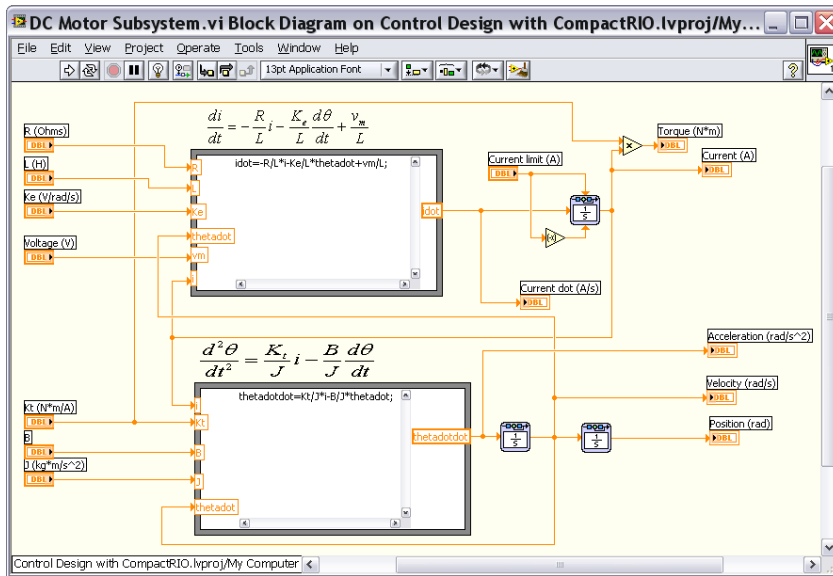 DC Motor Subsystem.vi Block Diagram on Control Design with CompactRIO.lvproj/My...
File Edit View Project Operate Tools Window Help
13pt Application Font
?
di/dt = -R/L i - K_e/L dθ/dt + v_m/L
R (Ohms)
DBL
L (H)
DBL
Ke (V/rad/s)
DBL
Voltage (V)
DBL
R
L
Ke
thetadot
vm
i
idot=-R/L*i-Ke/L*thetadot+vm/L;
idot
Current limit (A)
DBL
1/s
-x
x
Torque (N*m)
DBL
Current (A)
DBL
Current dot (A/s)
DBL
d²θ/dt² = K_t/J i - B/J dθ/dt
Kt (N*m/A)
DBL
B
DBL
J (kg*m/s^2)
DBL
i
Kt
B
J
thetadot
thetadotdot=Kt/J*i-B/J*thetadot;
thetadotdot
1/s
1/s
Acceleration (rad/s^2)
DBL
Velocity (rad/s)
DBL
Position (rad)
DBL
Control Design with CompactRIO.lvproj/My Computer